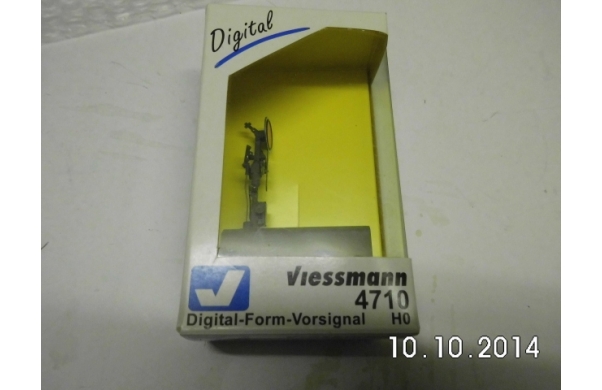 Digital
Viessmann
4710
Digital-Form-Vorsignal H0
10.10.2014